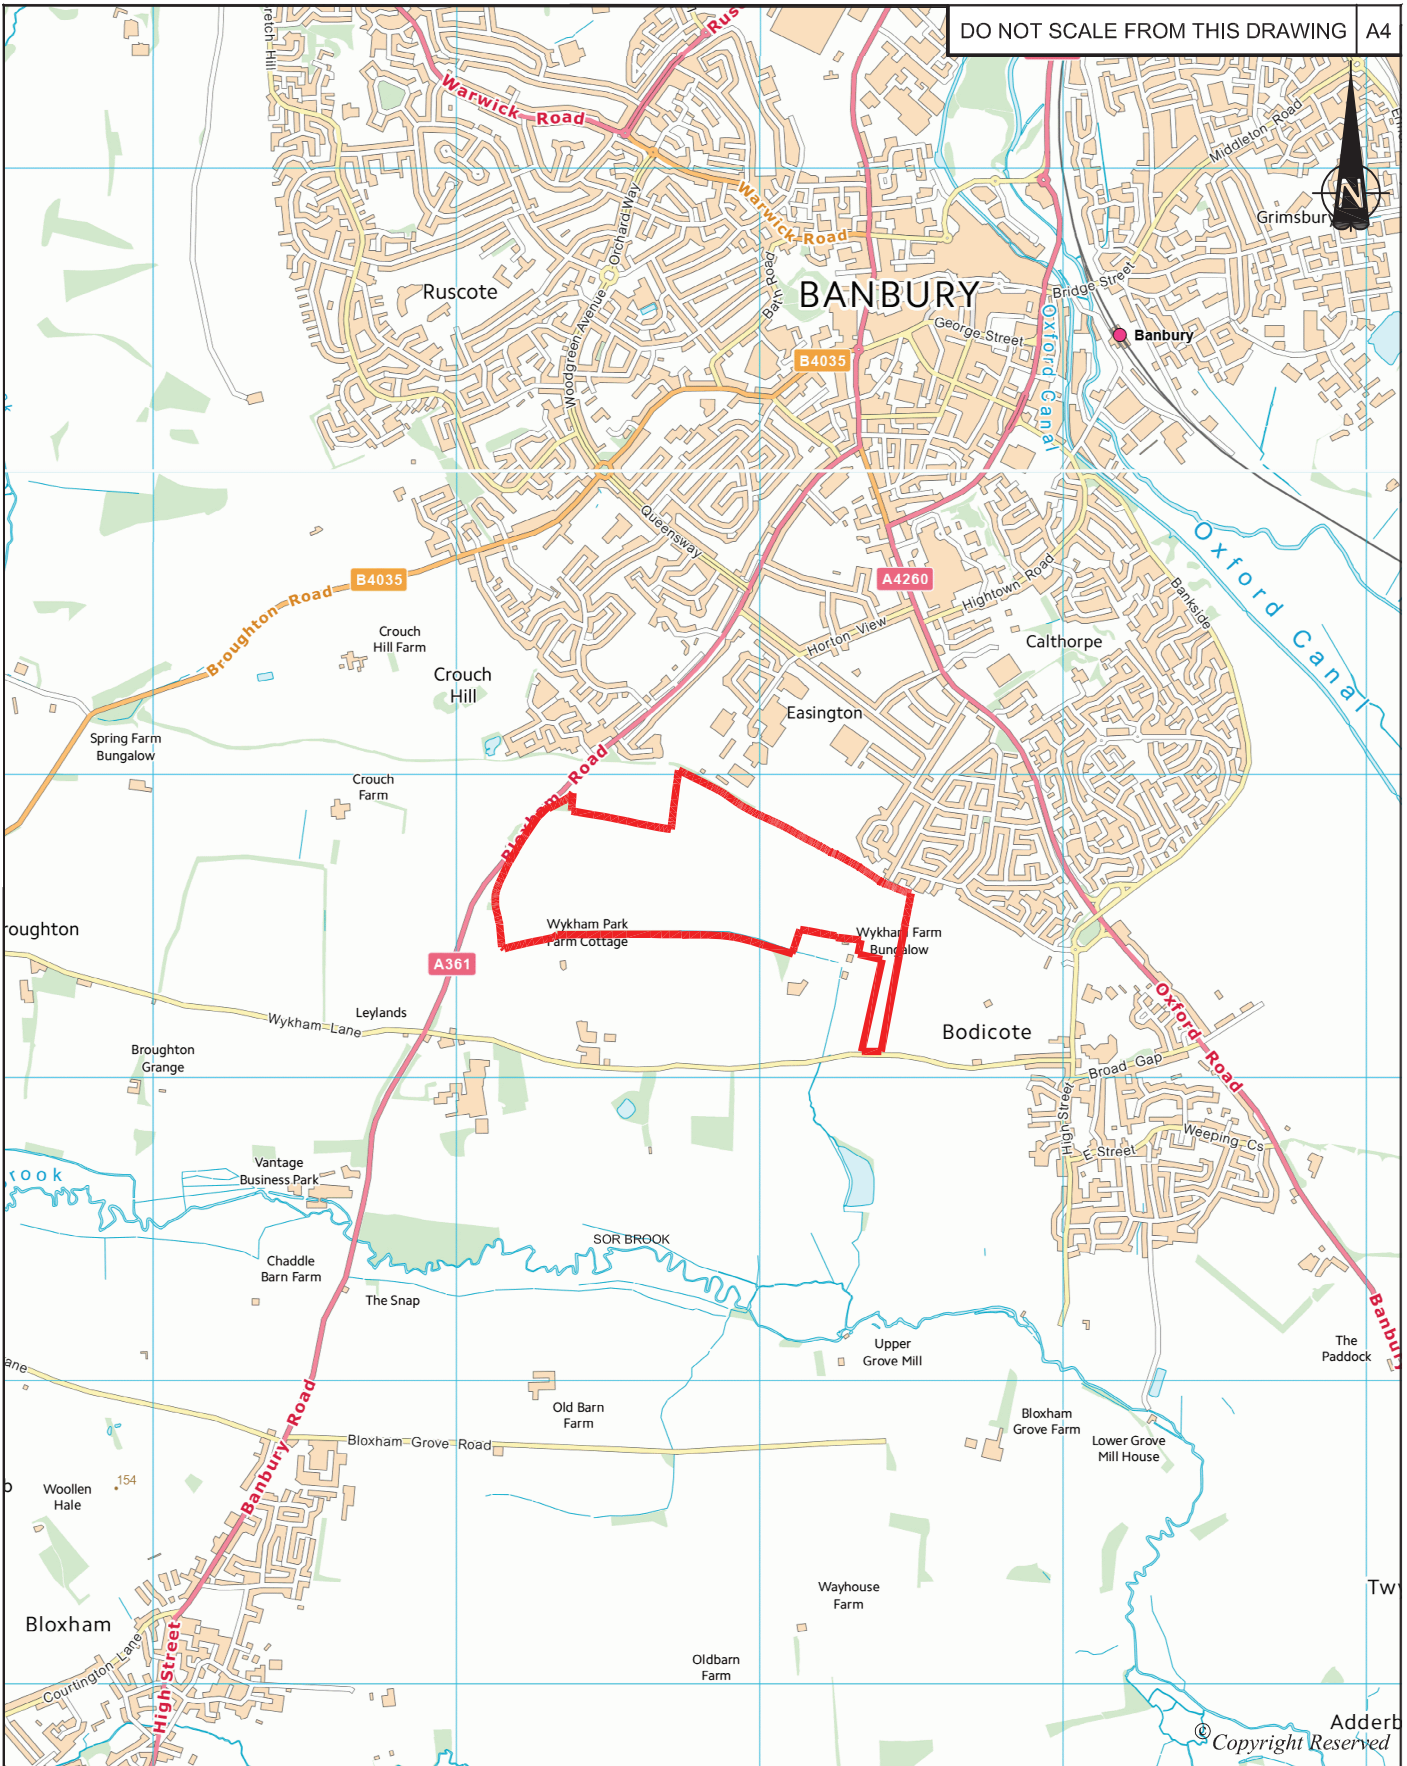 DO NOT SCALE FROM THIS DRAWING
A4
Warwick Road
Middleton Road
N
Grimsbury
Orchard Way
Warwick Road
Bath Road
Ruscote
BANBURY
Bridge Street
Woodgreen Avenue
George Street
Oxford Canal
Banbury
B4035
Queensway
Oxford Canal
B4035
A4260
Hightown Road
Bankside
Broughton Road
Crouch
Hill Farm
Horton View
Calthorpe
Crouch
Hill
Easington
Spring Farm
Bungalow
Bloxham Road
Crouch
Farm
Wykham Park
Farm Cottage
Wykham Farm
Bungalow
roughton
A361
Oxford Road
Leylands
Wykham Lane
Bodicote
Broughton
Grange
Broad Gap
High Street
Weeping Cs
E Street
Vantage
Business Park
rook
SOR BROOK
Chaddle
Barn Farm
The Snap
Banbury
The
Paddock
Upper
Grove Mill
ane
Banbury Road
Old Barn
Farm
Bloxham
Grove Farm
Bloxham Grove Road
Lower Grove
Mill House
154
Woollen
Hale
Wayhouse
Farm
Tw
Bloxham
Courtington Lane
High Street
Oldbarn
Farm
Adderb
© Copyright Reserved